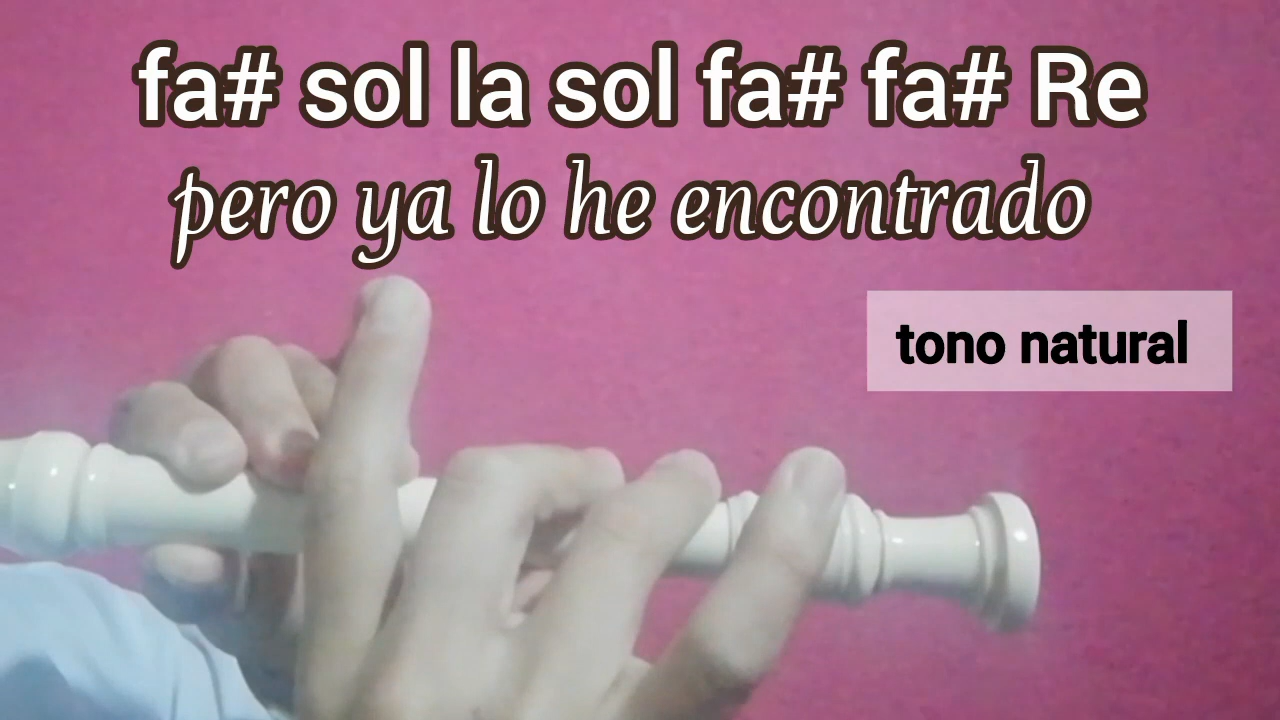 fa# sol la sol fa# fa# Re
pero ya lo he encontrado
tono natural